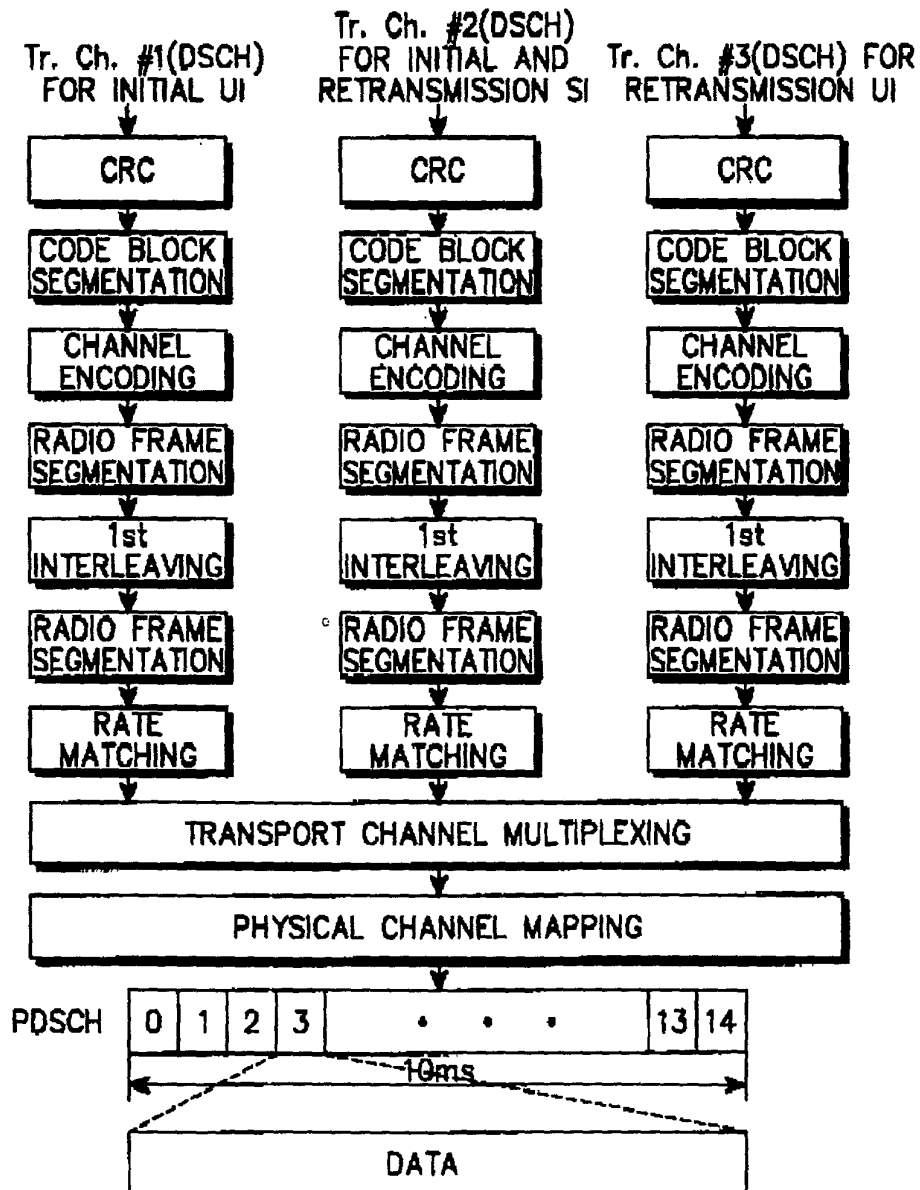 Tr. Ch. #1(DSCH)
FOR INITIAL UI
Tr. Ch. #2(DSCH)
FOR INITIAL AND
RETRANSMISSION SI
Tr. Ch. #3(DSCH) FOR
RETRANSMISSION UI
CRC
CRC
CRC
CODE BLOCK
SEGMENTATION
CODE BLOCK
SEGMENTATION
CODE BLOCK
SEGMENTATION
CHANNEL
ENCODING
CHANNEL
ENCODING
CHANNEL
ENCODING
RADIO FRAME
SEGMENTATION
RADIO FRAME
SEGMENTATION
RADIO FRAME
SEGMENTATION
1st
INTERLEAVING
1st
INTERLEAVING
1st
INTERLEAVING
RADIO FRAME
SEGMENTATION
RADIO FRAME
SEGMENTATION
RADIO FRAME
SEGMENTATION
RATE
MATCHING
RATE
MATCHING
RATE
MATCHING
TRANSPORT CHANNEL MULTIPLEXING
PHYSICAL CHANNEL MAPPING
PDSCH 0 1 2 3 • • • 13 14
10ms
DATA